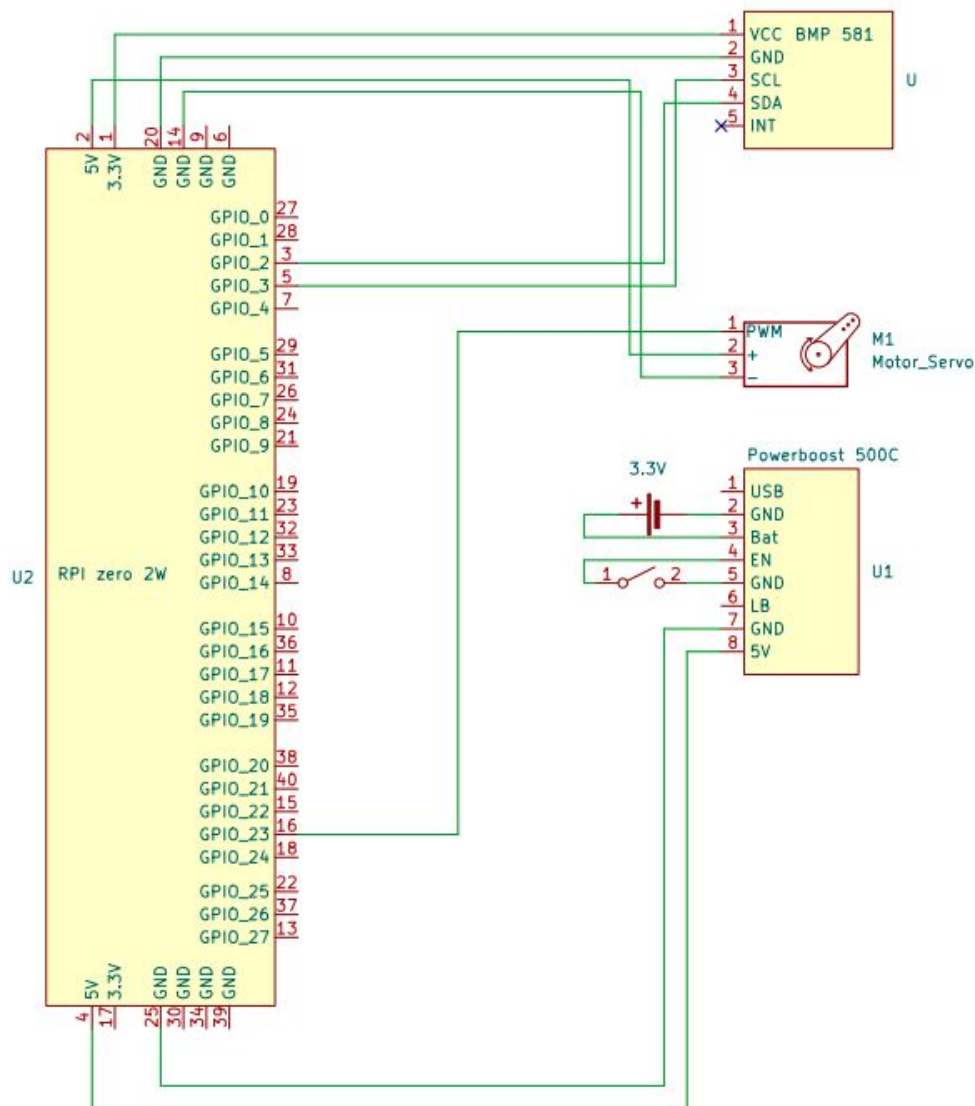 1 VCC BMP 581
2 GND
3 SCL
4 SDA
5 INT
U
2 1 20 14 9 6
5V 3.3V GND GND GND GND
GPIO_0 27
GPIO_1 28
GPIO_2 3
GPIO_3 5
GPIO_4 7
GPIO_5 29
GPIO_6 31
GPIO_7 26
GPIO_8 24
GPIO_9 21
GPIO_10 19
GPIO_11 23
GPIO_12 32
GPIO_13 33
GPIO_14 8
GPIO_15 10
GPIO_16 36
GPIO_17 11
GPIO_18 12
GPIO_19 35
GPIO_20 38
GPIO_21 40
GPIO_22 15
GPIO_23 16
GPIO_24 18
GPIO_25 22
GPIO_26 37
GPIO_27 13
U2 RPI zero 2W
5V 3.3V GND GND GND GND
4 17 25 30 34 39
1 PWM
2 +
3 −
M1
Motor_Servo
Powerboost 500C
3.3V
+
1 2
1 USB
2 GND
3 Bat
4 EN
5 GND
6 LB
7 GND
8 5V
U1